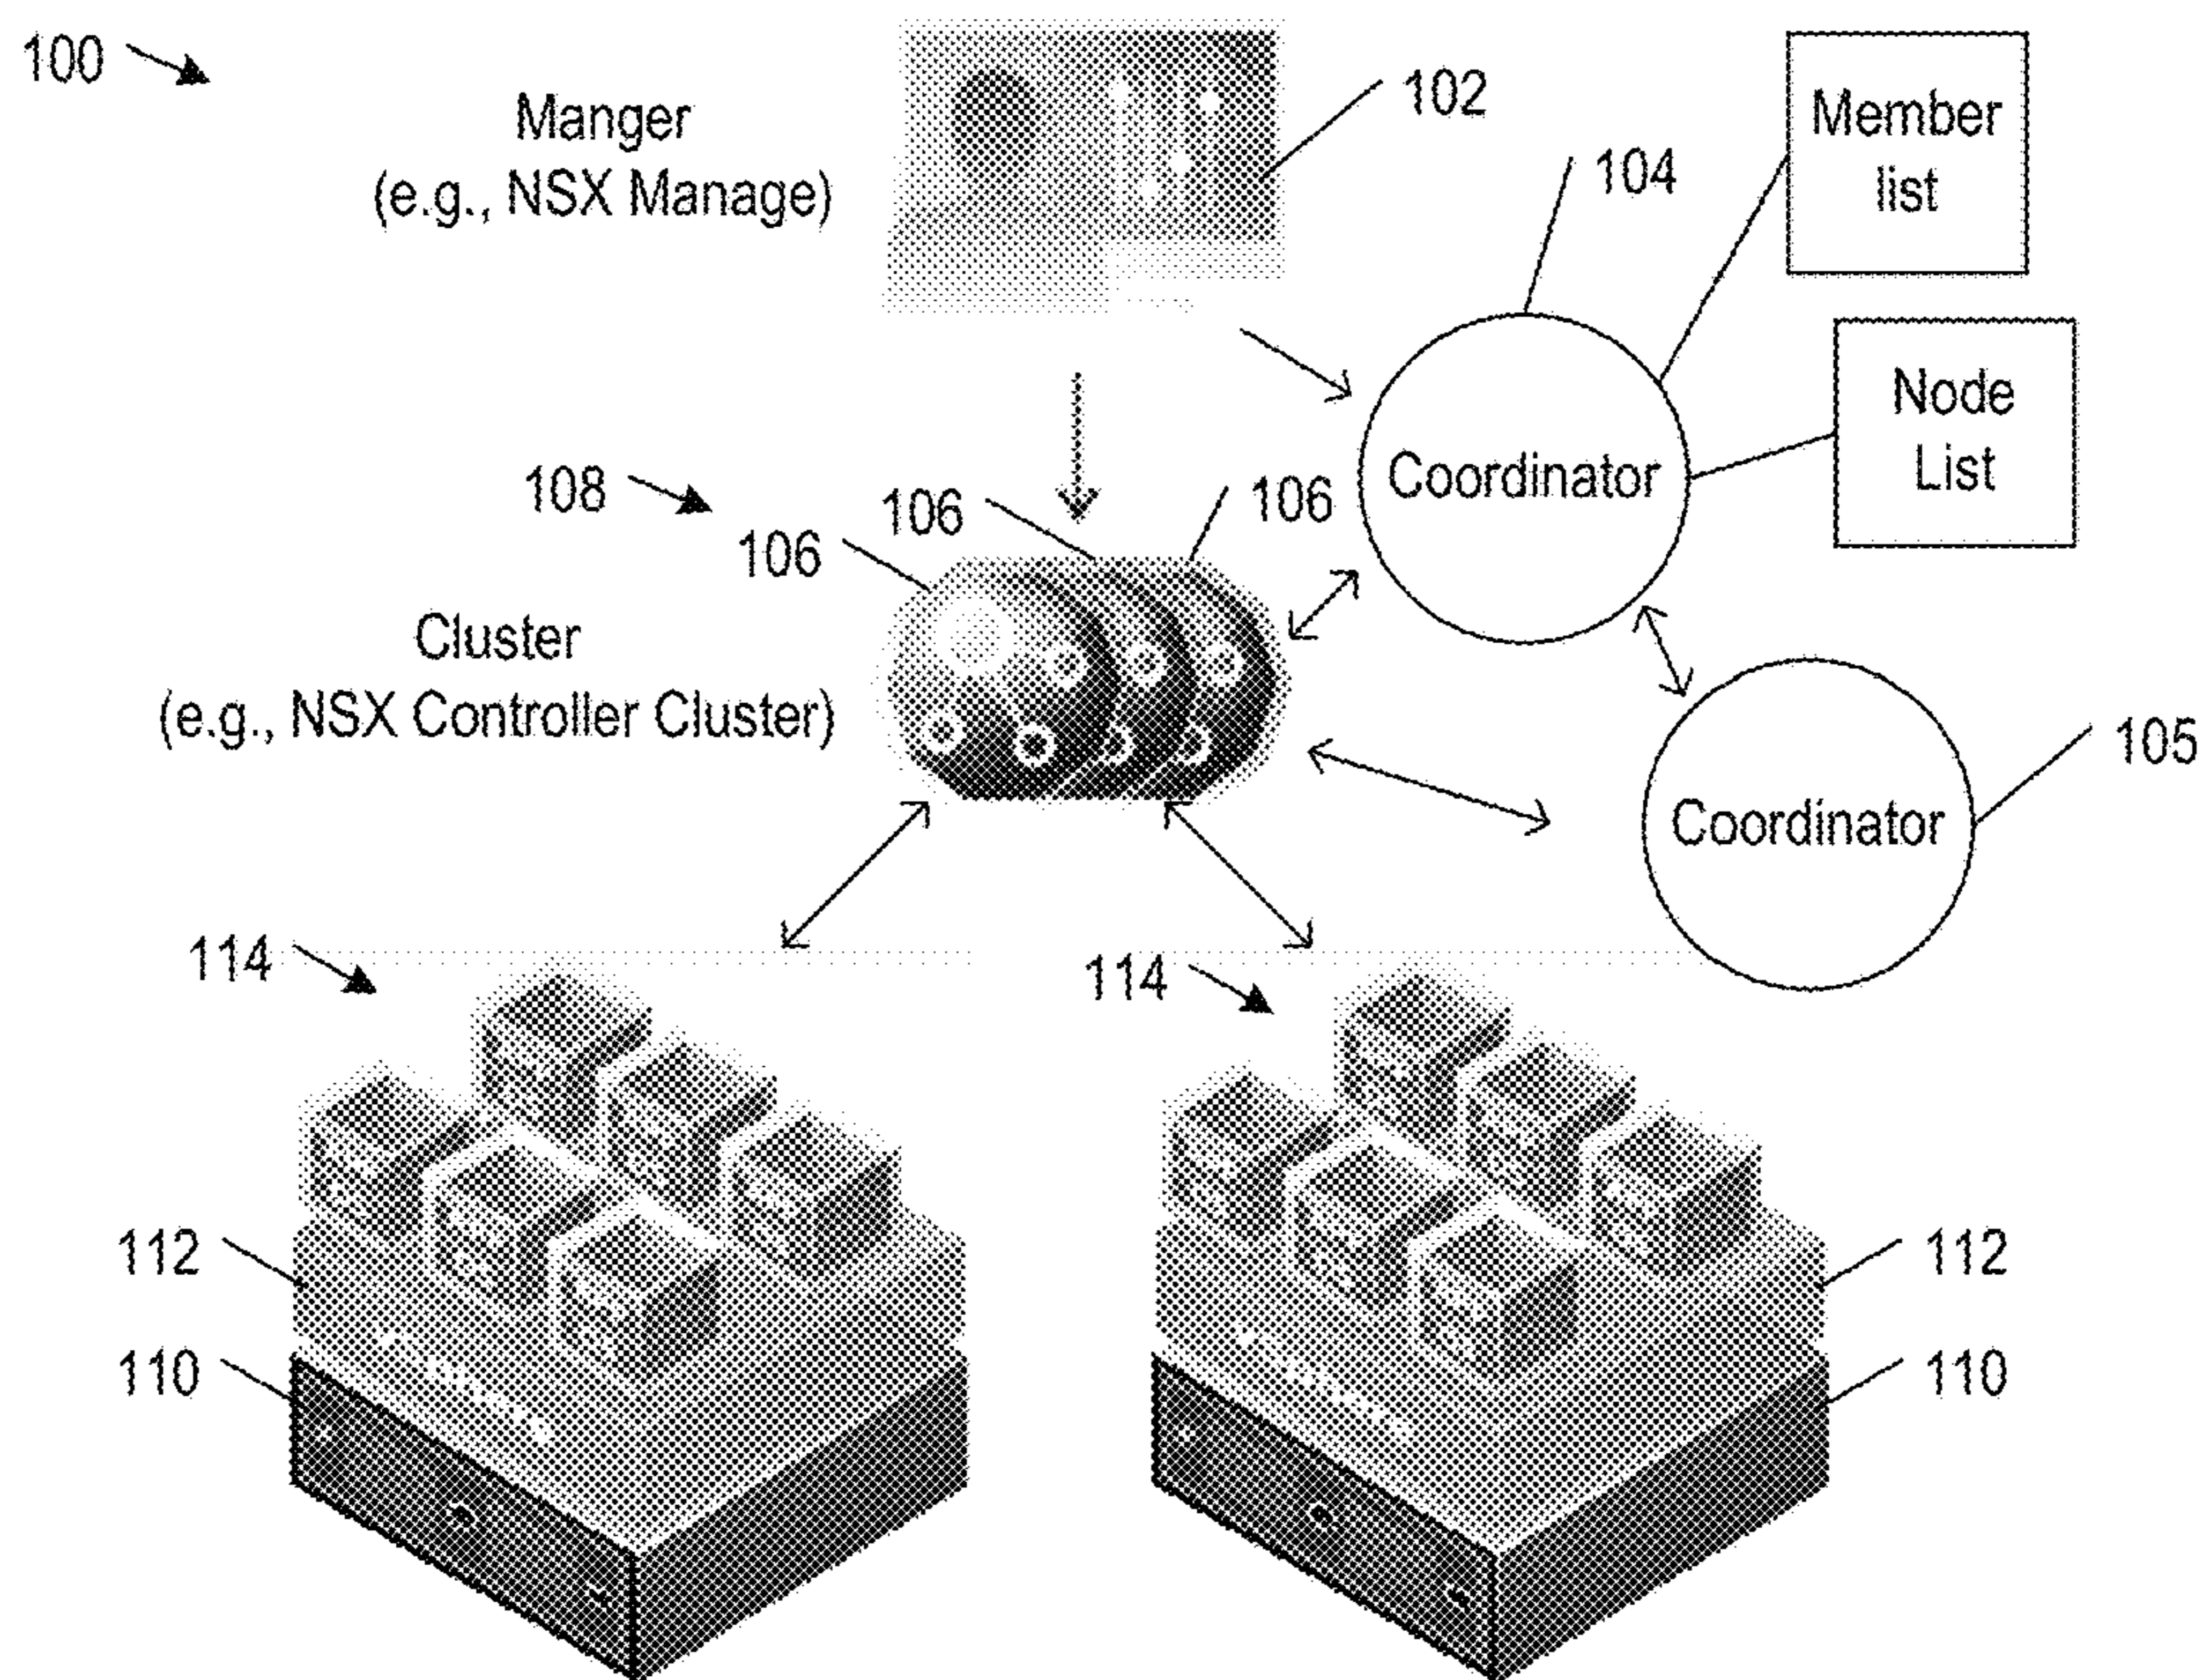 100
Manger
(e.g., NSX Manage)
102
104
Member
list
Node
List
Coordinator
108
106
106
106
Cluster
(e.g., NSX Controller Cluster)
105
Coordinator
114
114
112
112
110
110